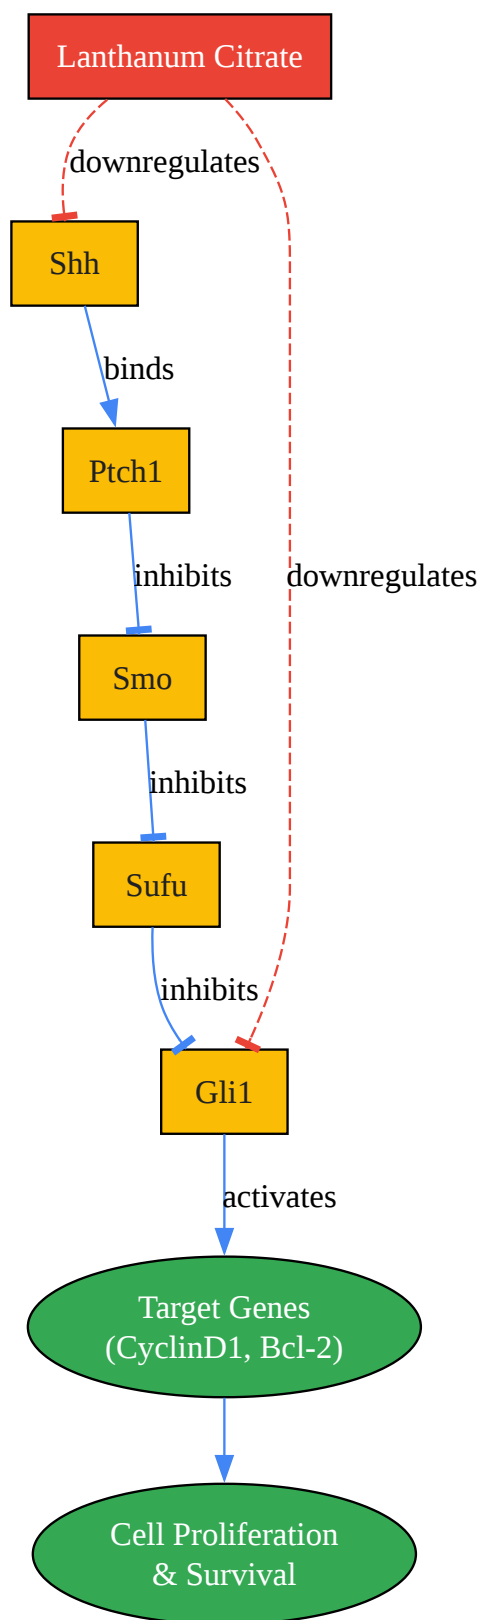 Lanthanum Citrate
downregulates
Shh
binds
Ptch1
inhibits
downregulates
Smo
inhibits
Sufu
inhibits
Gli1
activates
Target Genes
(CyclinD1, Bcl-2)
Cell Proliferation
& Survival